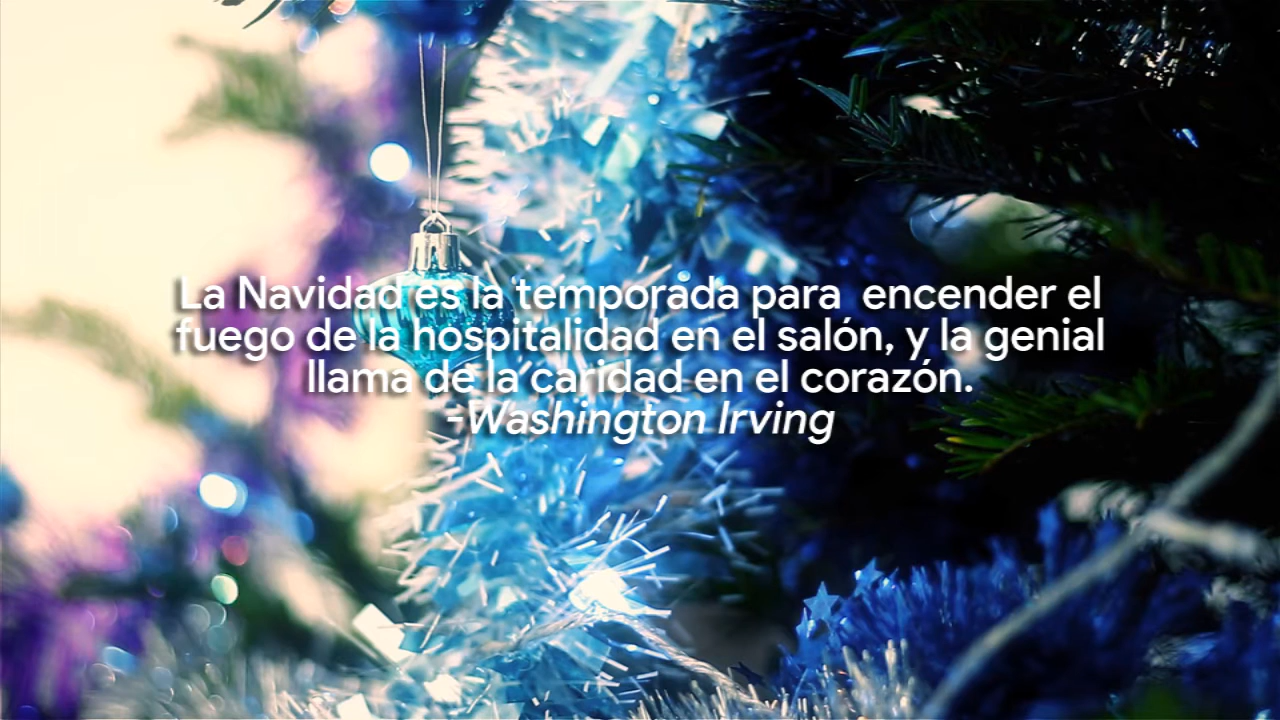 La Navidad es la temporada para  encender el
fuego de la hospitalidad en el salón, y la genial
llama de la caridad en el corazón.
-Washington Irving